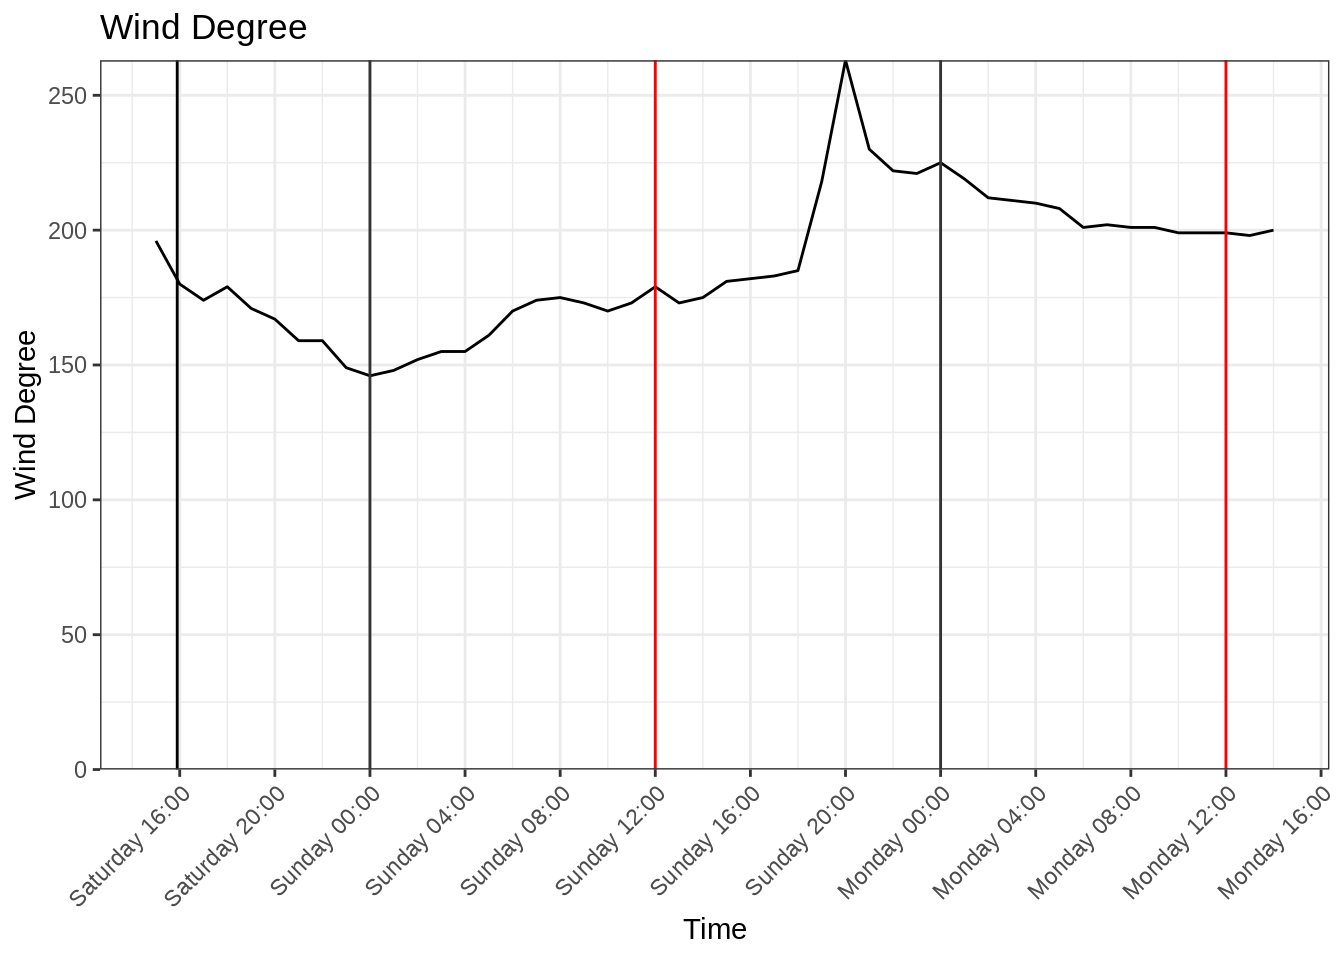 Wind Degree
Wind Degree
250
200
150
100
50
0
Saturday 16:00
Saturday 20:00
Sunday 00:00
Sunday 04:00
Sunday 08:00
Sunday 12:00
Sunday 16:00
Sunday 20:00
Monday 00:00
Monday 04:00
Monday 08:00
Monday 12:00
Monday 16:00
Time